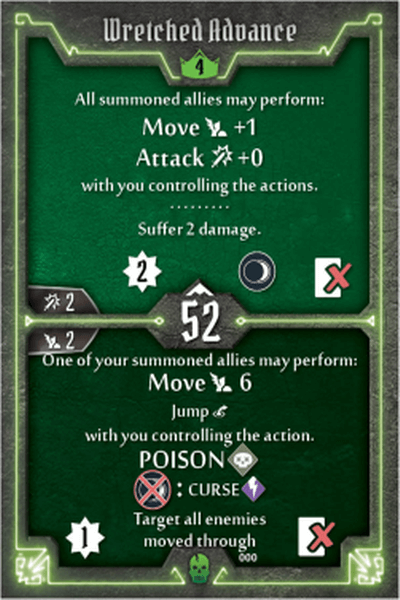 Wretched Advance
4
All summoned allies may perform:
Move +1
Attack +0
with you controlling the actions.
.........
Suffer 2 damage.
2
2
52
2
One of your summoned allies may perform:
Move 6
Jump
with you controlling the action.
POISON
: CURSE
Target all enemies
moved through
1
000